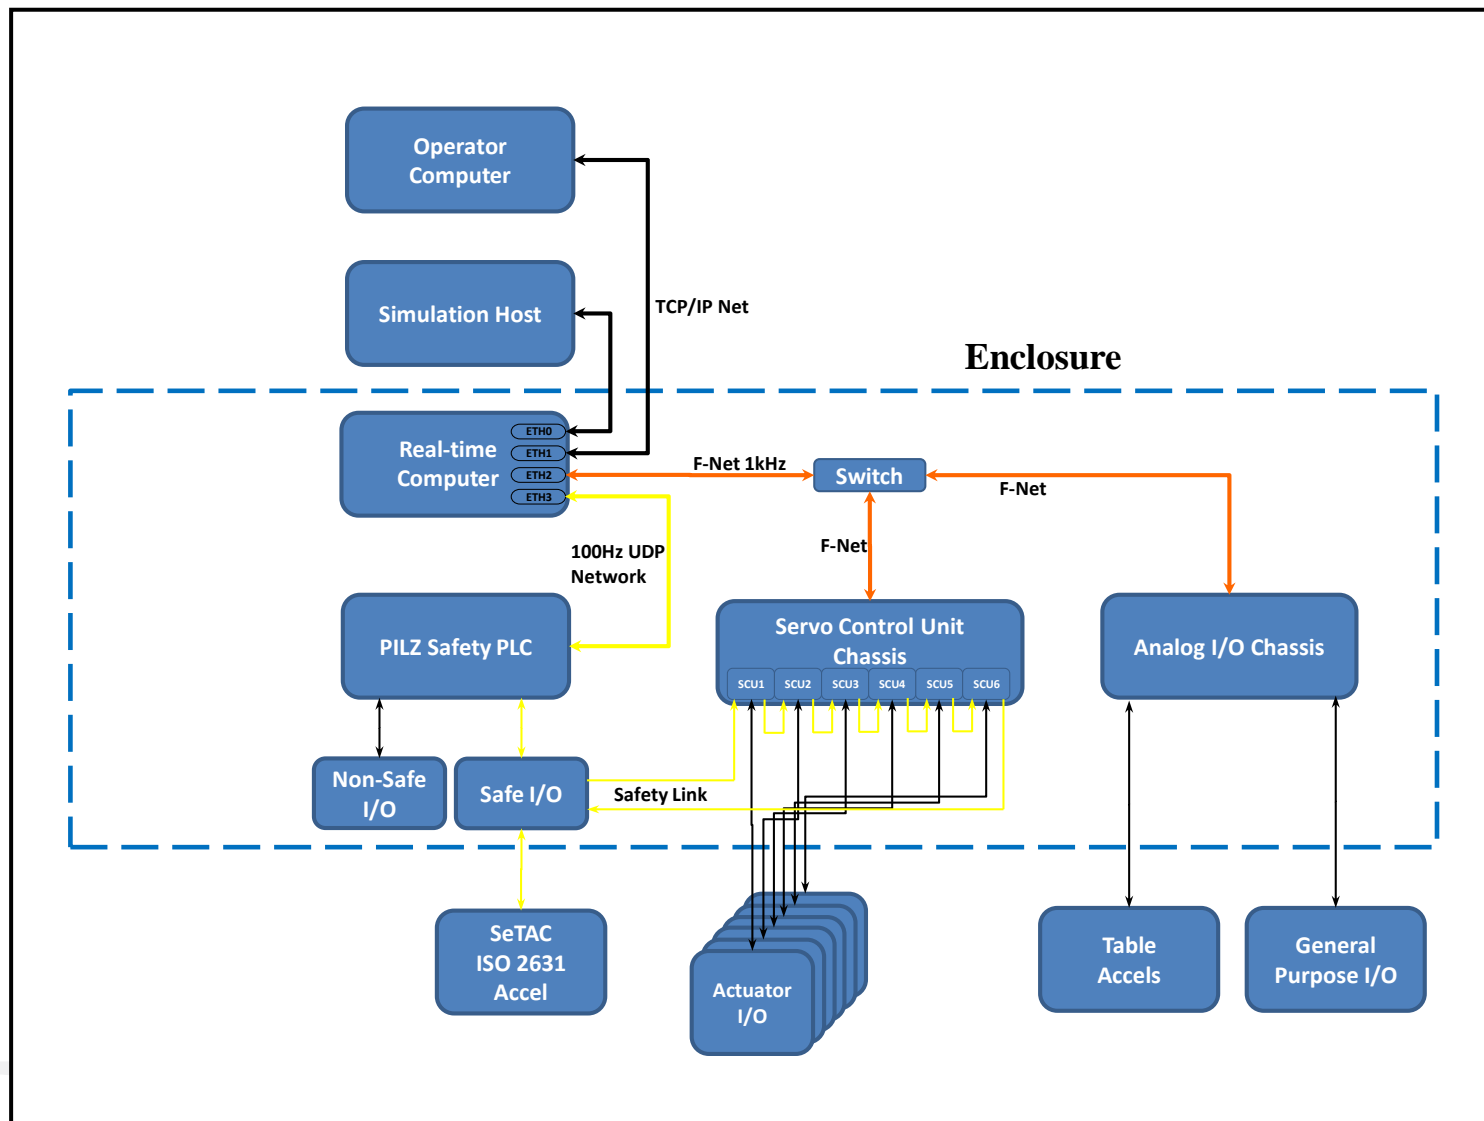 Operator
Computer
Simulation Host
TCP/IP Net
Enclosure
Real-time
Computer
ETH0
ETH1
ETH2
ETH3
F-Net 1kHz
Switch
F-Net
F-Net
100Hz UDP
Network
PILZ Safety PLC
Servo Control Unit
Chassis
SCU1
SCU2
SCU3
SCU4
SCU5
SCU6
Analog I/O Chassis
Non-Safe
I/O
Safe I/O
Safety Link
SeTAC
ISO 2631
Accel
Actuator
I/O
Table
Accels
General
Purpose I/O